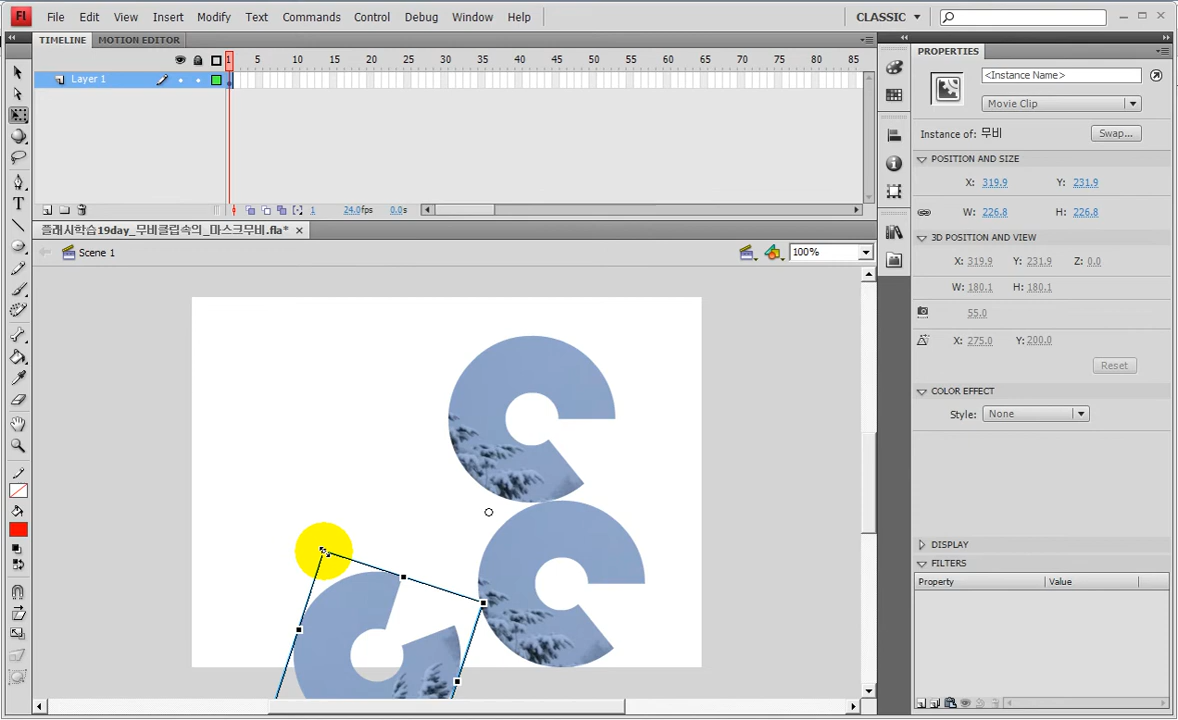 Fl File Edit View Insert Modify Text Commands Control Debug Window Help CLASSIC
TIMELINE MOTION EDITOR
1 5 10 15 20 25 30 35 40 45 50 55 60 65 70 75 80 85
Layer 1
1 24.0fps 0.0s
플래시학습19day_무비클립속의_마스크무비.fla*
Scene 1 100%
PROPERTIES
<Instance Name>
Movie Clip
Instance of: 무비 Swap...
POSITION AND SIZE
X: 319.9 Y: 231.9
W: 226.8 H: 226.8
3D POSITION AND VIEW
X: 319.9 Y: 231.9 Z: 0.0
W: 180.1 H: 180.1
55.0
X: 275.0 Y: 200.0
Reset
COLOR EFFECT
Style: None
DISPLAY
FILTERS
Property Value